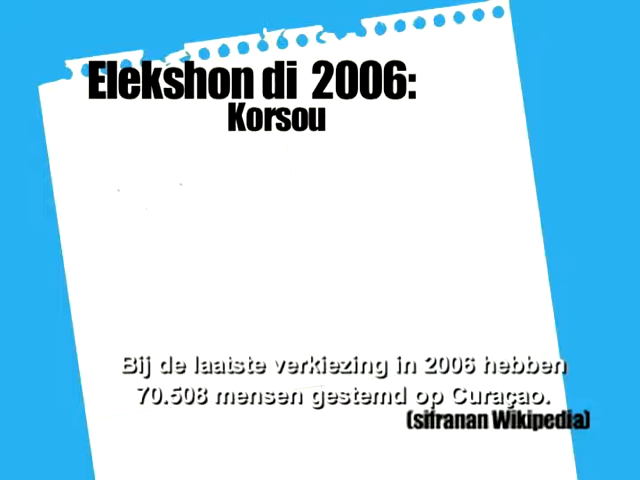 Elekshon di 2006:
Korsou
Bij de laatste verkiezing in 2006 hebben
70.508 mensen gestemd op Curaçao.
(sifranan Wikipedia)